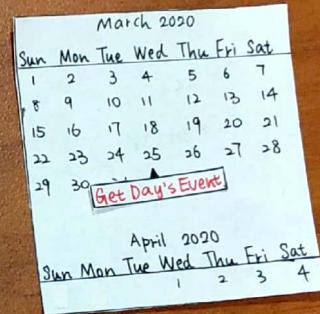 March 2020
Sun Mon Tue Wed Thu Fri Sat
1 2 3 4 5 6 7
8 9 10 11 12 13 14
15 16 17 18 19 20 21
22 23 24 25 26 27 28
29 30
Get Day's Event
April 2020
Sun Mon Tue Wed Thu Fri Sat
1 2 3 4